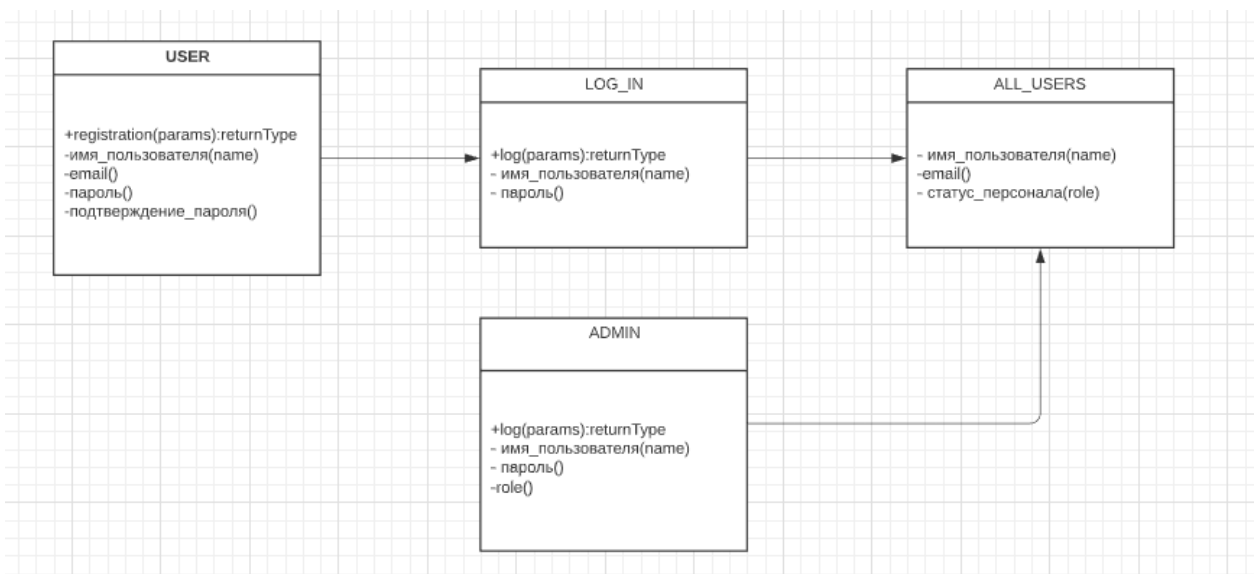 USER
+registration(params):returnType
-имя_пользователя(name)
-email()
-пароль()
-подтверждение_пароля()
LOG_IN
+log(params):returnType
- имя_пользователя(name)
- пароль()
ALL_USERS
- имя_пользователя(name)
-email()
- статус_персонала(role)
ADMIN
+log(params):returnType
- имя_пользователя(name)
- пароль()
-role()